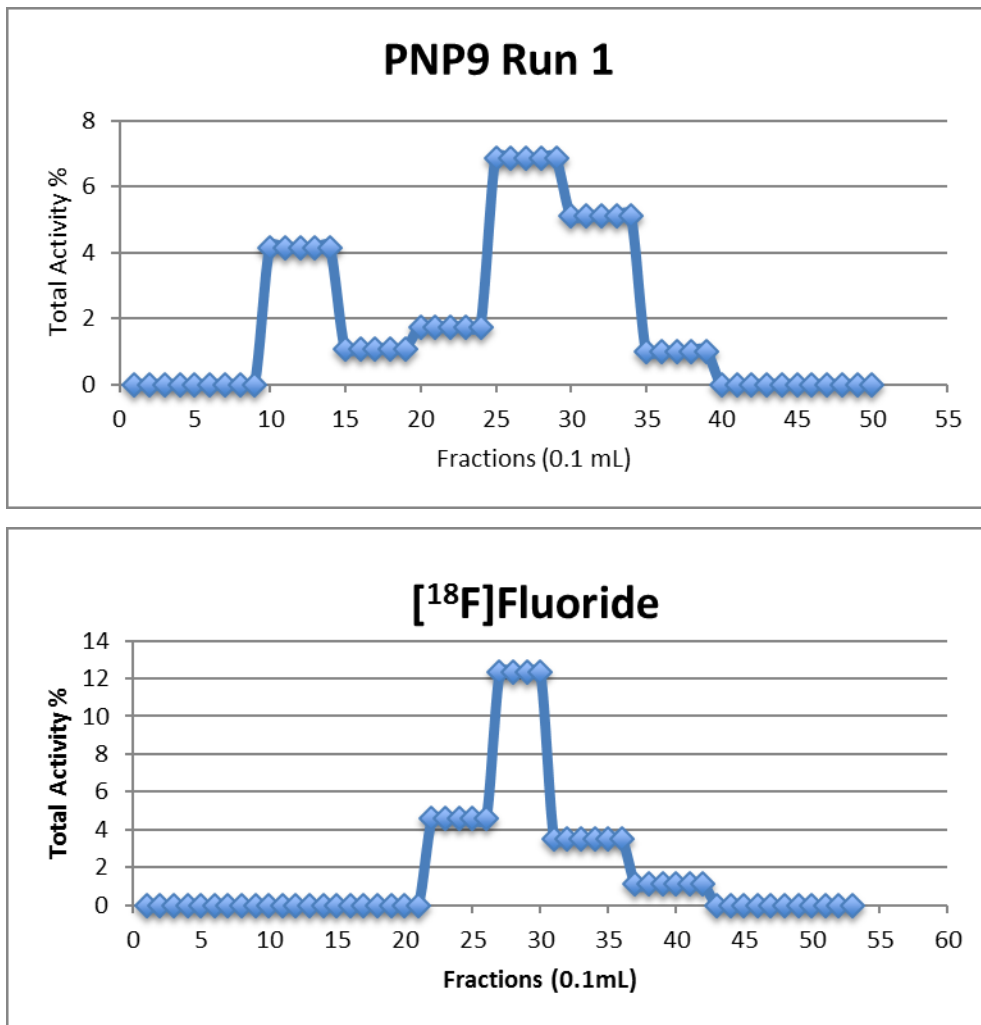 PNP9 Run 1
8
6
4
2
0
Total Activity %
0 5 10 15 20 25 30 35 40 45 50 55
Fractions (0.1 mL)
[¹⁸F]Fluoride
14
12
10
8
6
4
2
0
Total Activity %
0 5 10 15 20 25 30 35 40 45 50 55 60
Fractions (0.1mL)